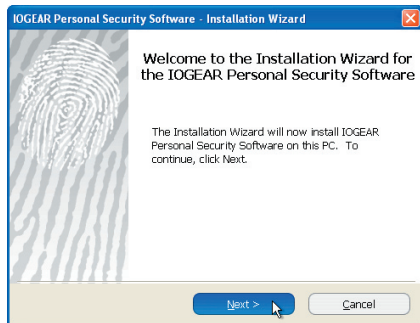 IOGEAR Personal Security Software - Installation Wizard
Welcome to the Installation Wizard for
the IOGEAR Personal Security Software
The Installation Wizard will now install IOGEAR
Personal Security Software on this PC. To
continue, click Next.
Next >
Cancel